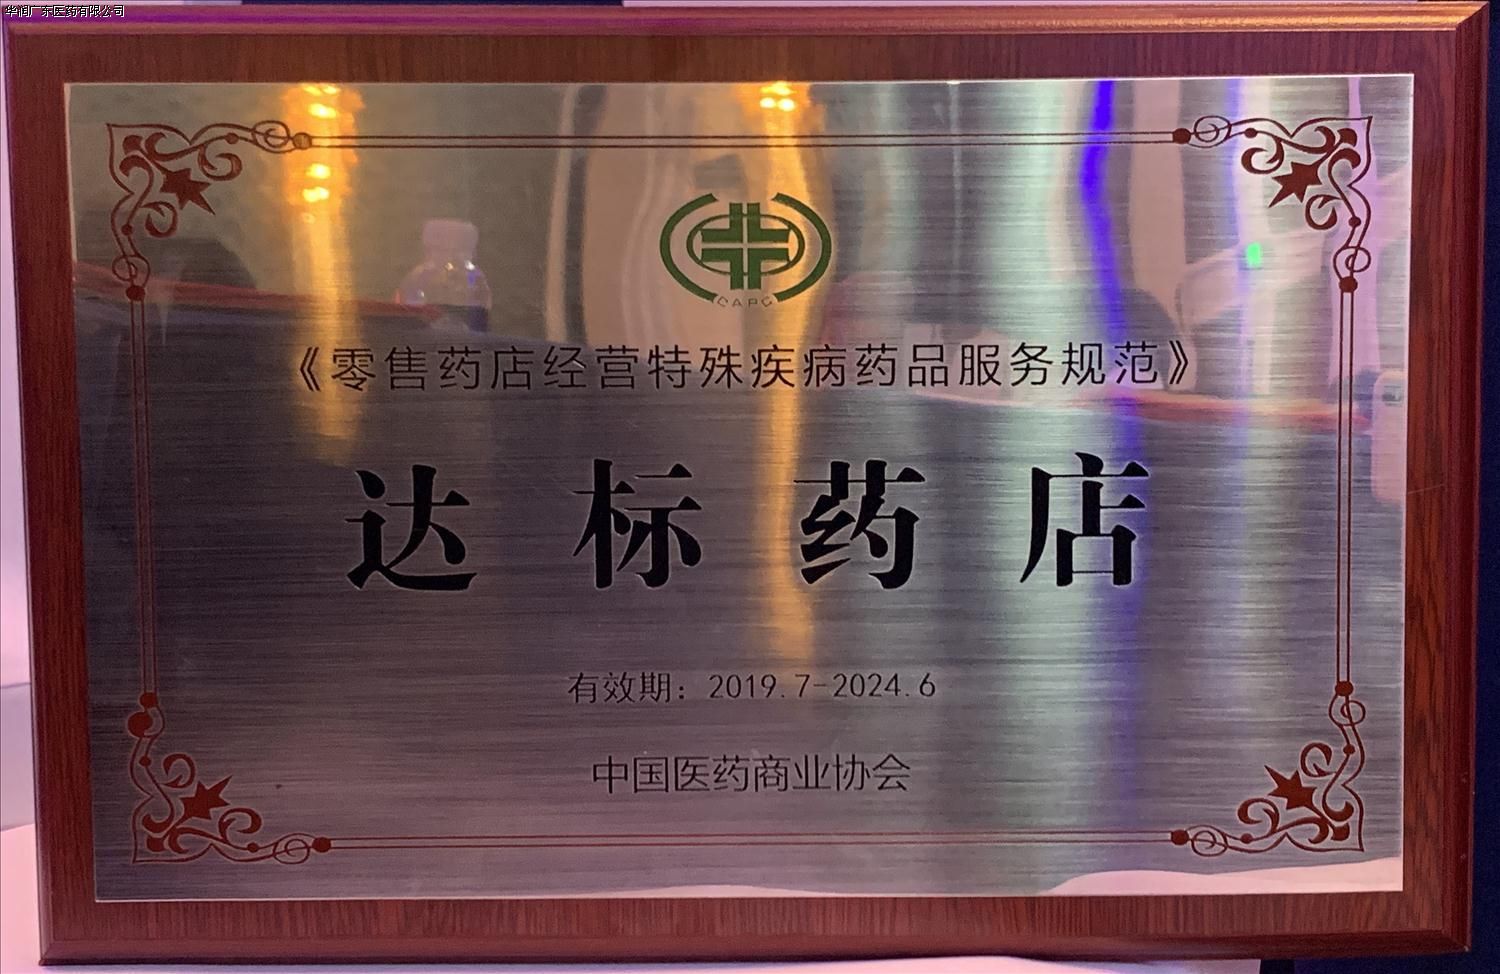 华润广东医药有限公司
CAPC
《零售药店经营特殊疾病药品服务规范》
达标药店
有效期：2019.7-2024.6
中国医药商业协会